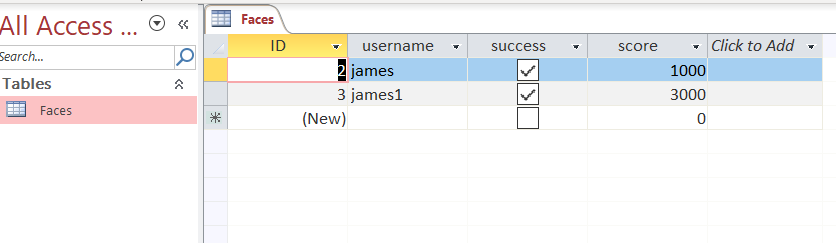 All Access ...
Search...
Tables
Faces
Faces
ID username success score Click to Add
2 james 1000
3 james1 3000
(New) 0